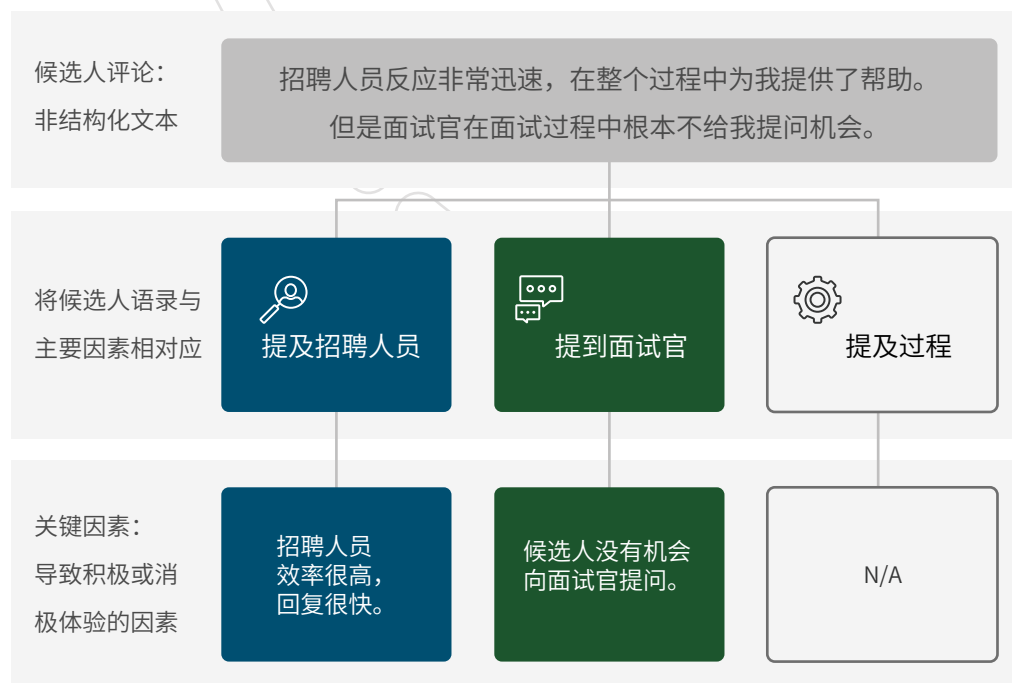 候选人评论：
非结构化文本
招聘人员反应非常迅速，在整个过程中为我提供了帮助。
但是面试官在面试过程中根本不给我提问机会。
将候选人语录与
主要因素相对应
提及招聘人员
提到面试官
提及过程
关键因素：
导致积极或消
极体验的因素
招聘人员
效率很高，
回复很快。
候选人没有机会
向面试官提问。
N/A